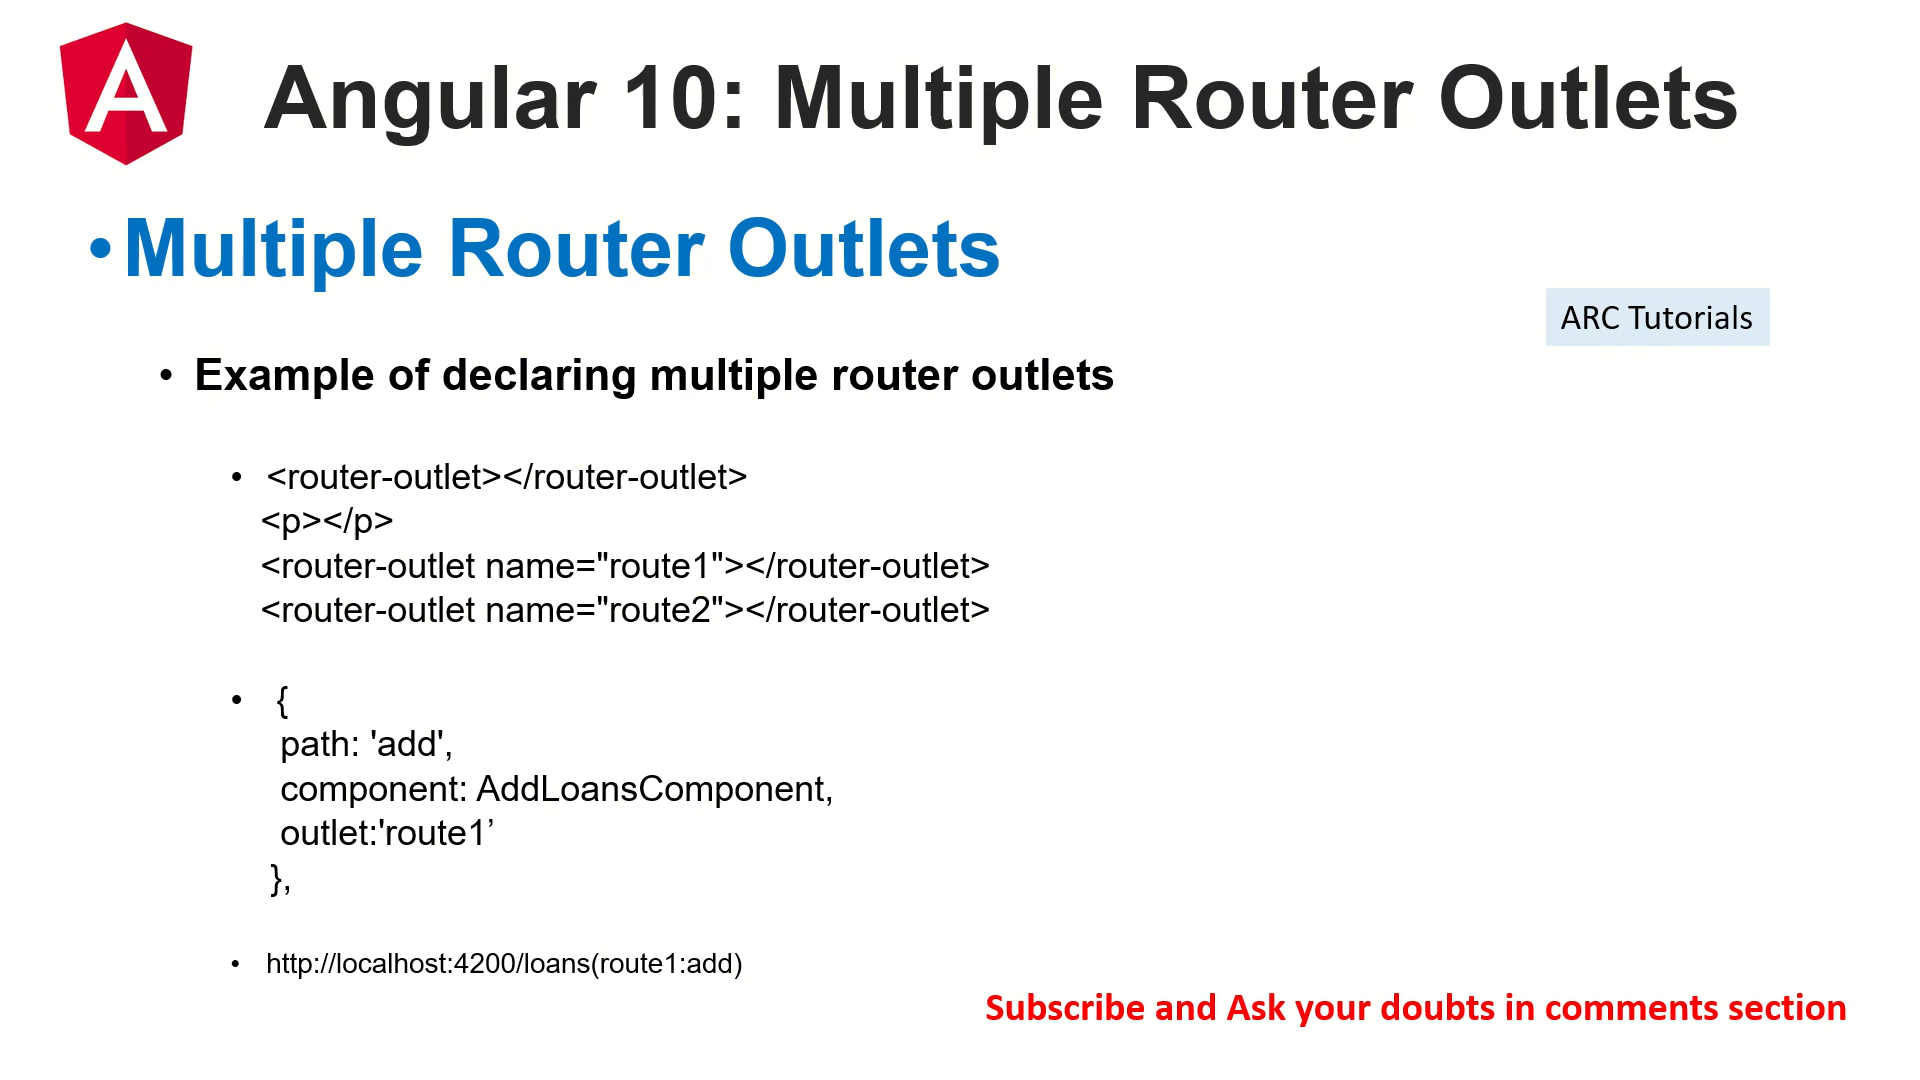 Angular 10: Multiple Router Outlets
•Multiple Router Outlets
ARC Tutorials
• Example of declaring multiple router outlets
• <router-outlet></router-outlet>
<p></p>
<router-outlet name="route1"></router-outlet>
<router-outlet name="route2"></router-outlet>
• {
path: 'add',
component: AddLoansComponent,
outlet:'route1’
},
• http://localhost:4200/loans(route1:add)
Subscribe and Ask your doubts in comments section